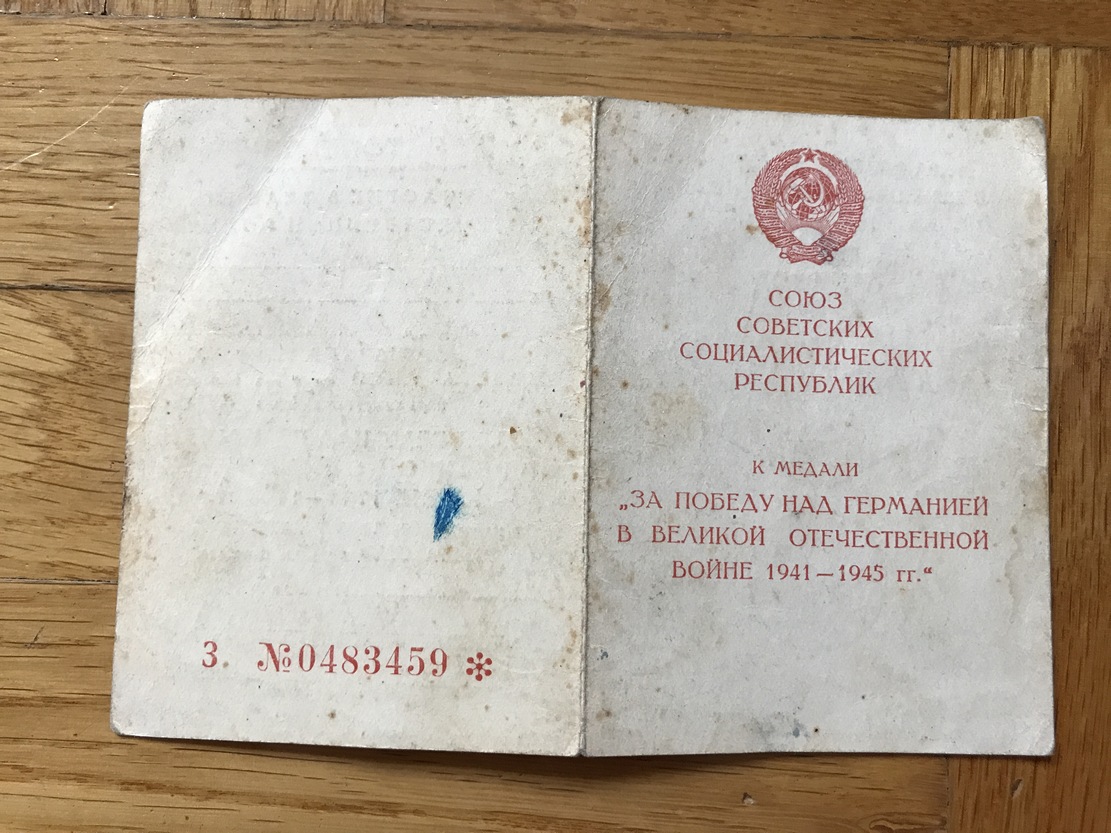 З. №0483459 *
СОЮЗ
СОВЕТСКИХ
СОЦИАЛИСТИЧЕСКИХ
РЕСПУБЛИК
К МЕДАЛИ
„ЗА ПОБЕДУ НАД ГЕРМАНИЕЙ
В ВЕЛИКОЙ ОТЕЧЕСТВЕННОЙ
ВОЙНЕ 1941—1945 гг.“